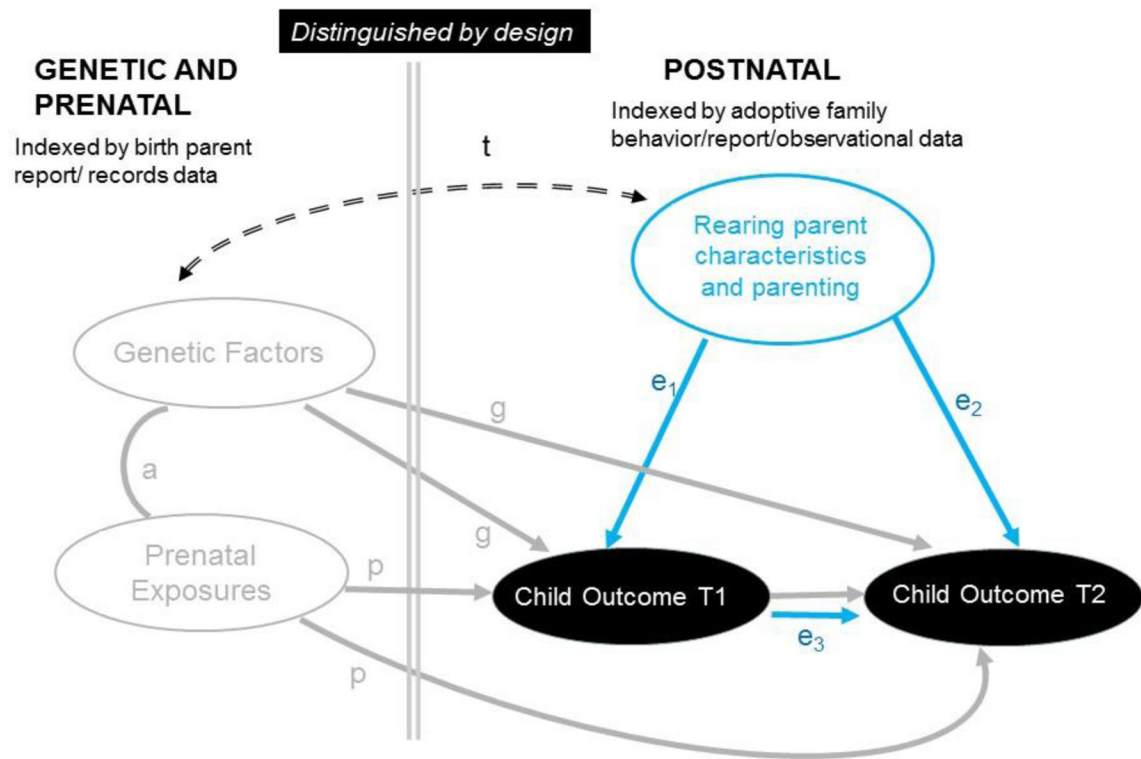 Distinguished by design
GENETIC AND
PRENATAL
Indexed by birth parent
report/ records data
POSTNATAL
Indexed by adoptive family
behavior/report/observational data
t
Rearing parent
characteristics
and parenting
Genetic Factors
e₁
e₂
g
a
g
Prenatal
Exposures
p
Child Outcome T1
Child Outcome T2
e₃
p